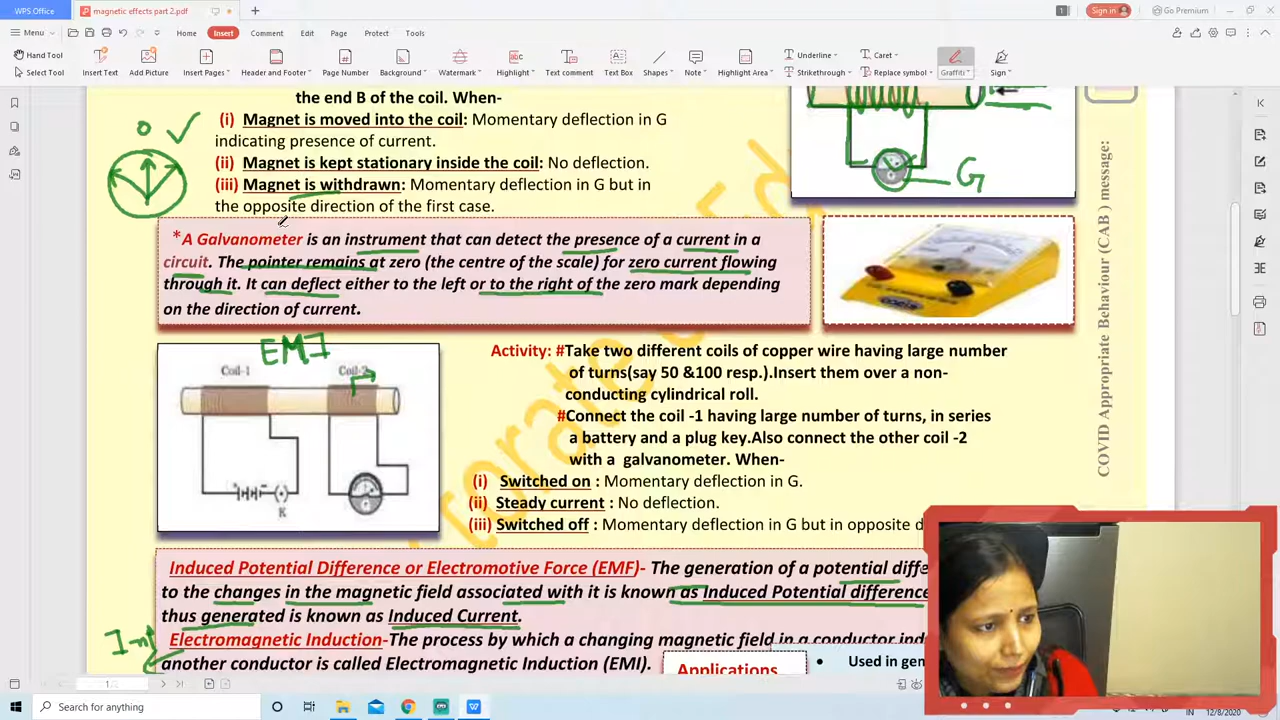 WPS Office
magnetic effects part 2.pdf
Sign in
Go Premium
Menu
Home
Insert
Comment
Edit
Page
Protect
Tools
Hand Tool
Select Tool
Insert Text
Add Picture
Insert Pages
Page Number
Header and Footer
Background
Watermark
Highlight
Text comment
Text Box
Shapes
Note
Highlight Area
Underline
Strikethrough
Caret
Replace symbol
Graffiti
Sign
the end B of the coil. When-
(i) Magnet is moved into the coil: Momentary deflection in G
indicating presence of current.
(ii) Magnet is kept stationary inside the coil: No deflection.
(iii) Magnet is withdrawn: Momentary deflection in G but in
the opposite direction of the first case.
0
G
*A Galvanometer is an instrument that can detect the presence of a current in a
circuit. The pointer remains at zero (the centre of the scale) for zero current flowing
through it. It can deflect either to the left or to the right of the zero mark depending
on the direction of current.
EMI
Coil-1
Coil-2
K
Activity: #Take two different coils of copper wire having large number
of turns(say 50 &100 resp.).Insert them over a non-
conducting cylindrical roll.
#Connect the coil -1 having large number of turns, in series
a battery and a plug key.Also connect the other coil -2
with a galvanometer. When-
(i) Switched on : Momentary deflection in G.
(ii) Steady current : No deflection.
(iii) Switched off : Momentary deflection in G but in opposite d
Induced Potential Difference or Electromotive Force (EMF)- The generation of a potential diffe
to the changes in the magnetic field associated with it is known as Induced Potential difference
thus generated is known as Induced Current.
Electromagnetic Induction-The process by which a changing magnetic field in a conductor ind
another conductor is called Electromagnetic Induction (EMI).
Applications
• Used in gen
COVID Appropriate Behaviour (CAB ) message:
Search for anything
IN
12/8/2020